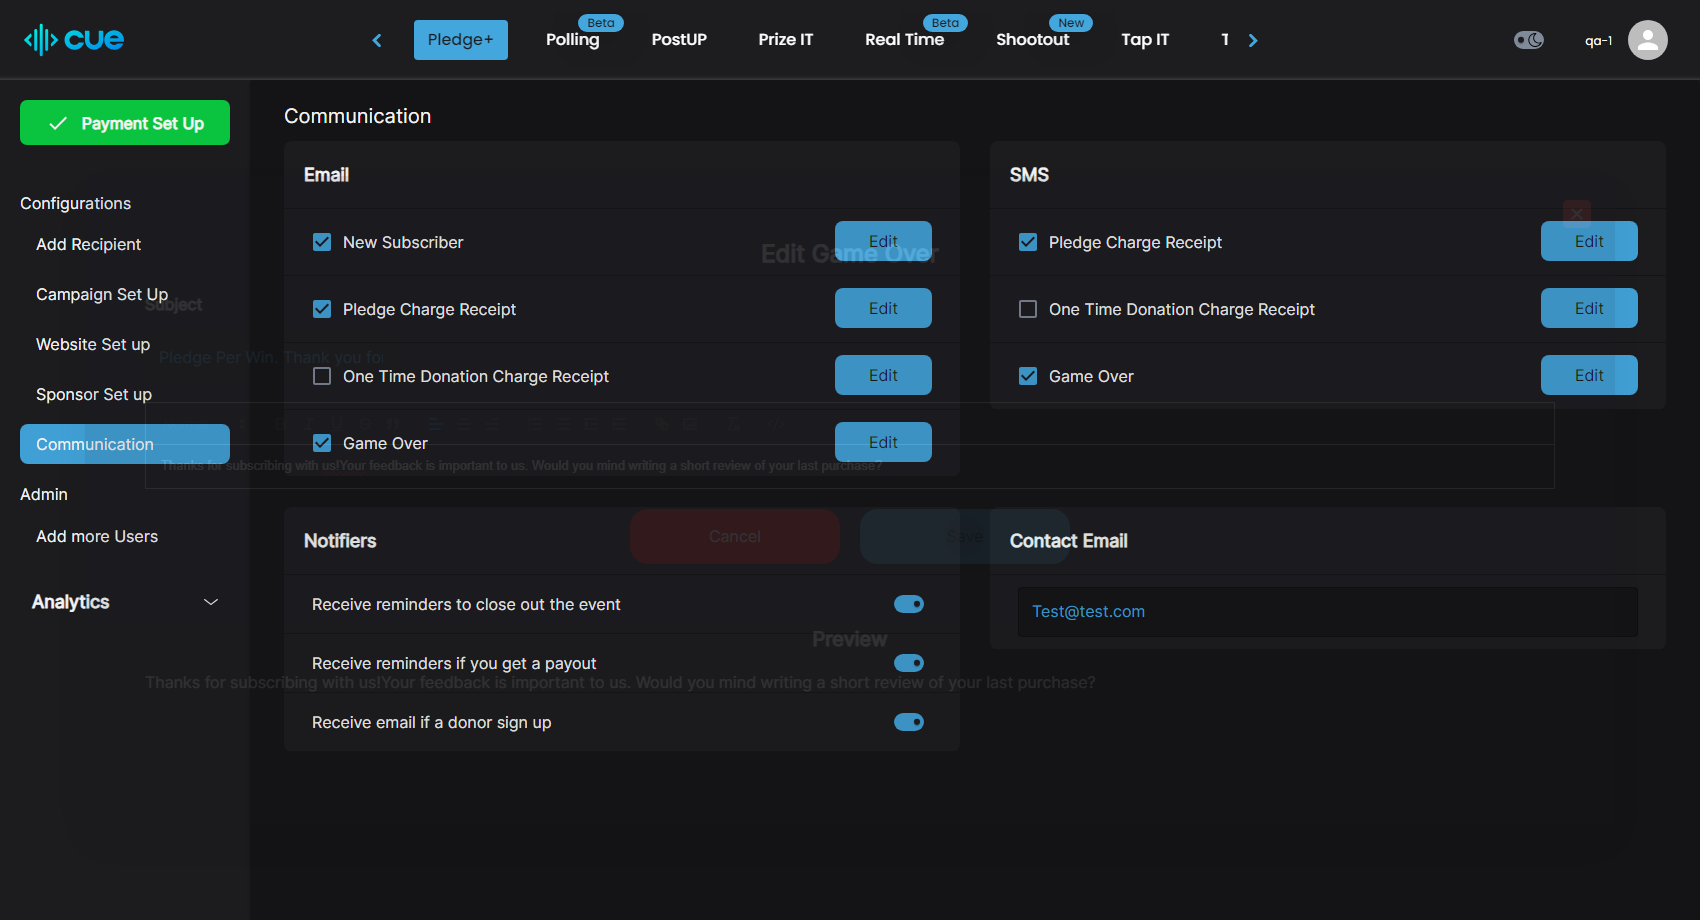 cue
Pledge+
Beta
Polling
PostUP
Prize IT
Beta
Real Time
New
Shootout
Tap IT
T
qa-1
Payment Set Up
Configurations
Add Recipient
Campaign Set Up
Website Set up
Sponsor Set up
Communication
Admin
Add more Users
Analytics
Communication
Email
New Subscriber
Edit
Pledge Charge Receipt
Edit
One Time Donation Charge Receipt
Edit
Game Over
Edit
SMS
Pledge Charge Receipt
Edit
One Time Donation Charge Receipt
Edit
Game Over
Edit
Notifiers
Receive reminders to close out the event
Receive reminders if you get a payout
Receive email if a donor sign up
Contact Email
Test@test.com
Edit Game Over
Subject
Pledge Per Win. Thank you for
Thanks for subscribing with us!Your feedback is important to us. Would you mind writing a short review of your last purchase?
Cancel
Save
Preview
Thanks for subscribing with us!Your feedback is important to us. Would you mind writing a short review of your last purchase?